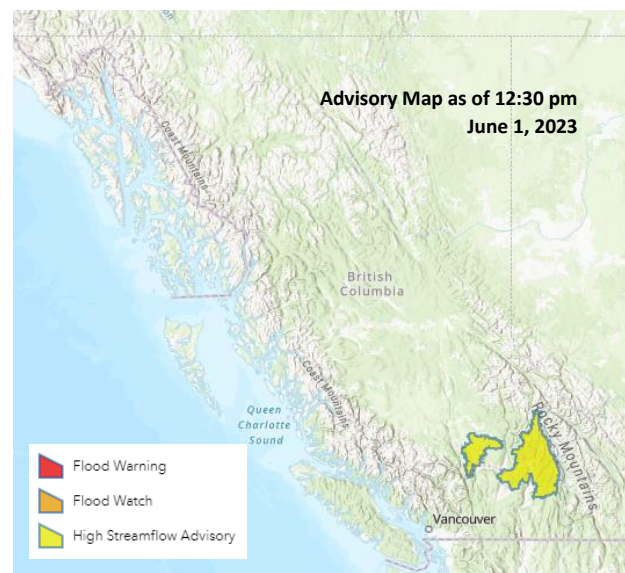 Advisory Map as of 12:30 pm
June 1, 2023
Coast Mountains
British
Columbia
Coast Mountains
Queen
Charlotte
Sound
Rocky Mountains
Vancouver
Flood Warning
Flood Watch
High Streamflow Advisory